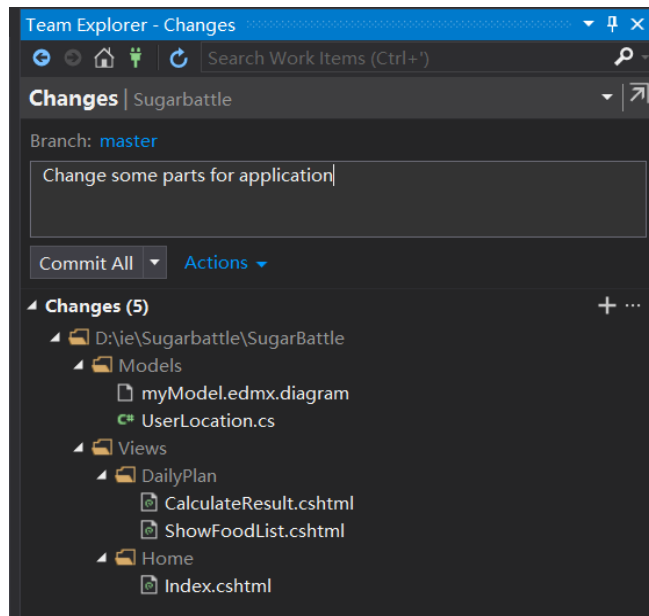 Team Explorer - Changes
Search Work Items (Ctrl+')
Changes | Sugarbattle
Branch: master
Change some parts for application
Commit All Actions
Changes (5)
D:\ie\Sugarbattle\SugarBattle
Models
myModel.edmx.diagram
C# UserLocation.cs
Views
DailyPlan
CalculateResult.cshtml
ShowFoodList.cshtml
Home
Index.cshtml